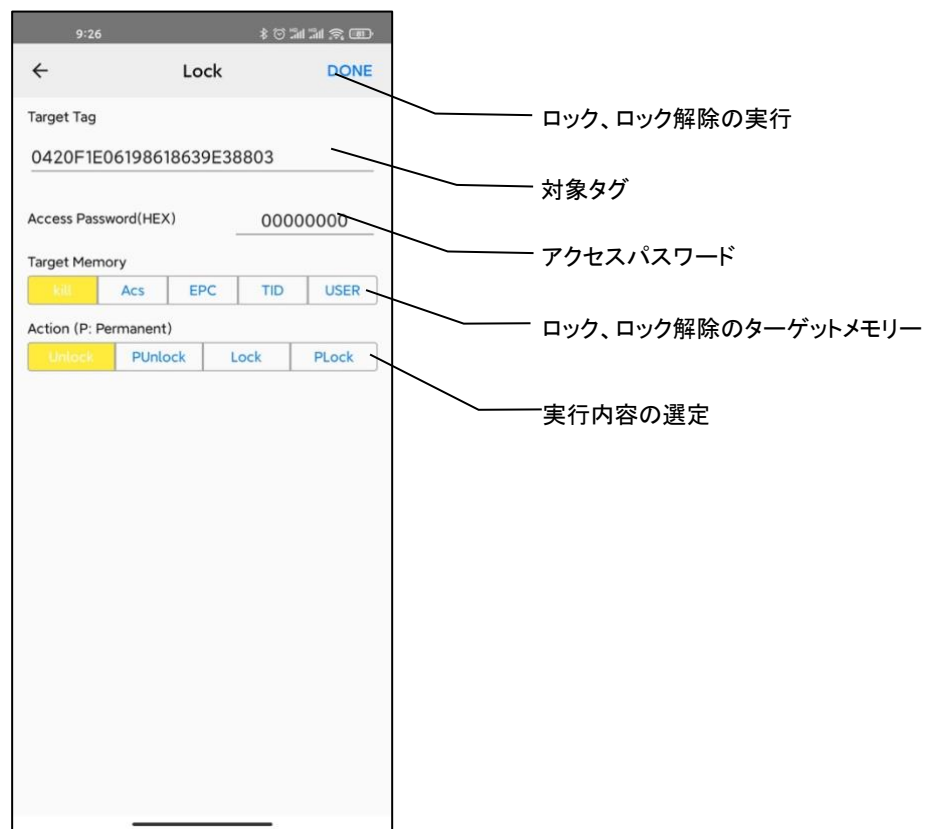 9:26
Lock
DONE
ロック、ロック解除の実行
Target Tag
0420F1E06198618639E38803
対象タグ
Access Password(HEX)
00000000
アクセスパスワード
Target Memory
kill Acs EPC TID USER
ロック、ロック解除のターゲットメモリー
Action (P: Permanent)
Unlock PUnlock Lock PLock
実行内容の選定